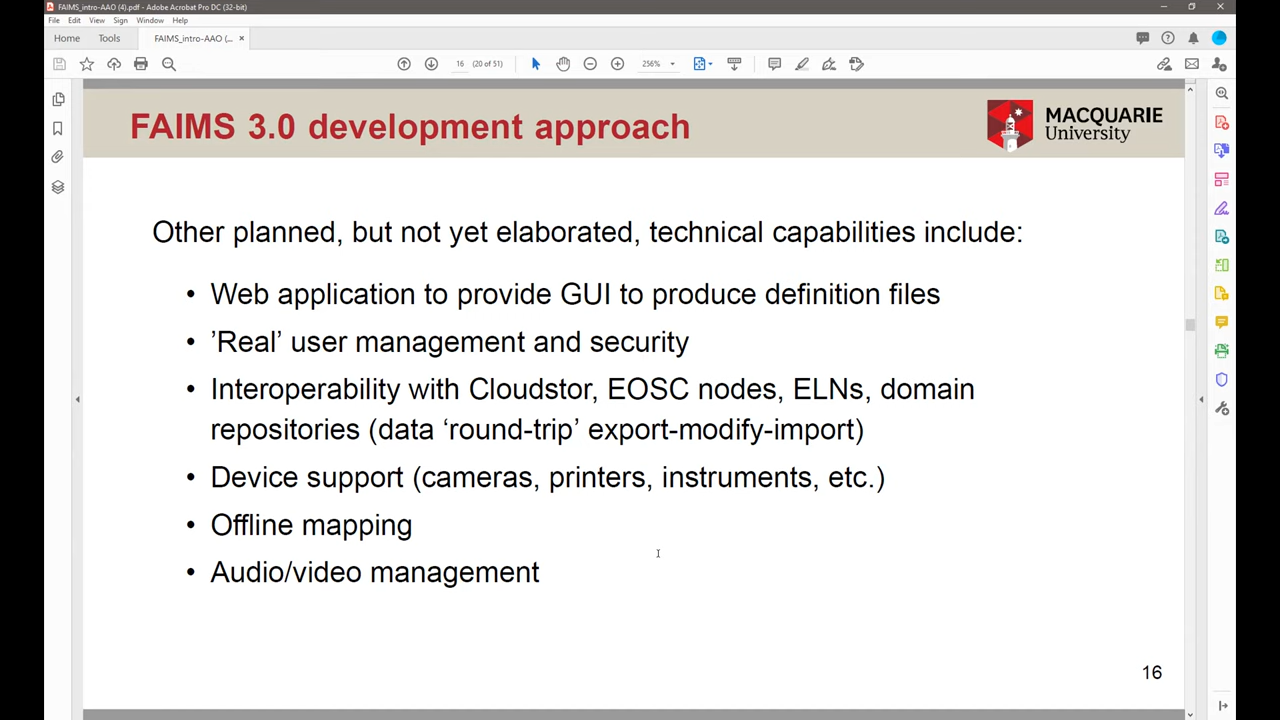 FAIMS_intro-AAO (4).pdf - Adobe Acrobat Pro DC (32-bit)
File Edit View Sign Window Help
Home Tools FAIMS_intro-AAO (...
16 (20 of 51) 256%
FAIMS 3.0 development approach
MACQUARIE
University
Other planned, but not yet elaborated, technical capabilities include:
• Web application to provide GUI to produce definition files
• ’Real’ user management and security
• Interoperability with Cloudstor, EOSC nodes, ELNs, domain
repositories (data ‘round-trip’ export-modify-import)
• Device support (cameras, printers, instruments, etc.)
• Offline mapping
• Audio/video management
16